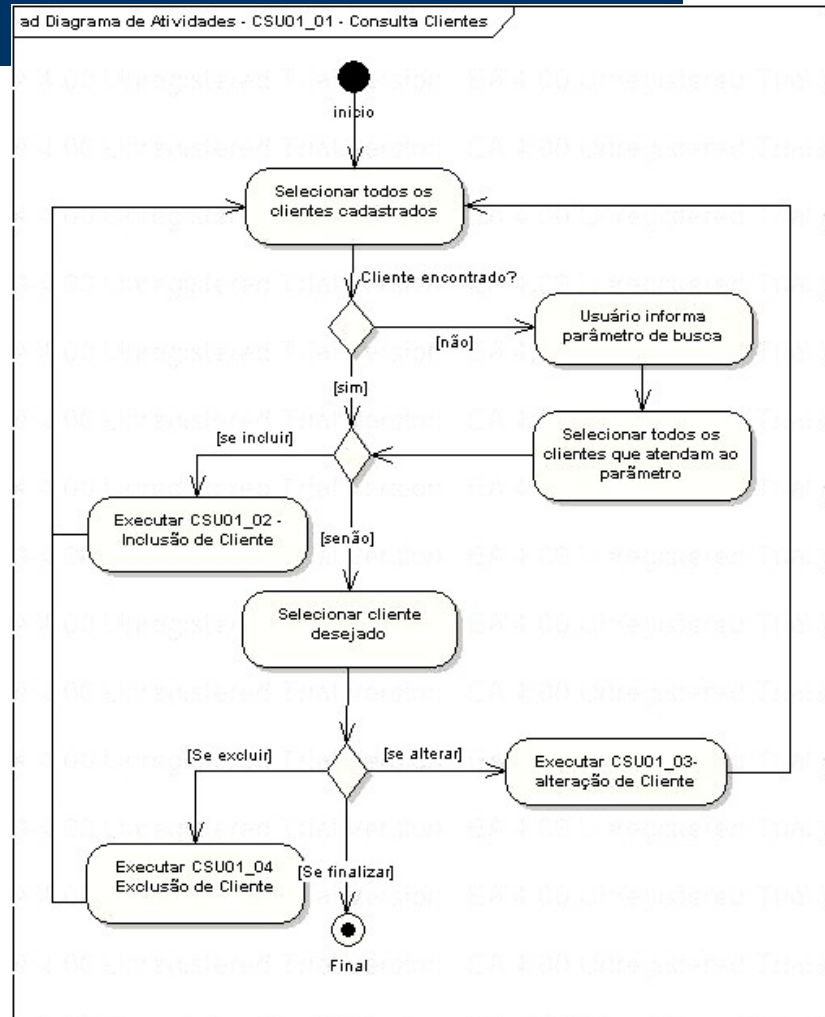 ad Diagrama de Atividades - CSU01_01 - Consulta Clientes
inicio
Selecionar todos os
clientes cadastrados
Cliente encontrado?
[não]
Usuário informa
parâmetro de busca
[sim]
[se incluir]
Selecionar todos os
clientes que atendam ao
parâmetro
Executar CSU01_02 -
Inclusão de Cliente
[senão]
Selecionar cliente
desejado
[Se excluir]
[se alterar]
Executar CSU01_03-
alteração de Cliente
Executar CSU01_04
Exclusão de Cliente
[Se finalizar]
Final